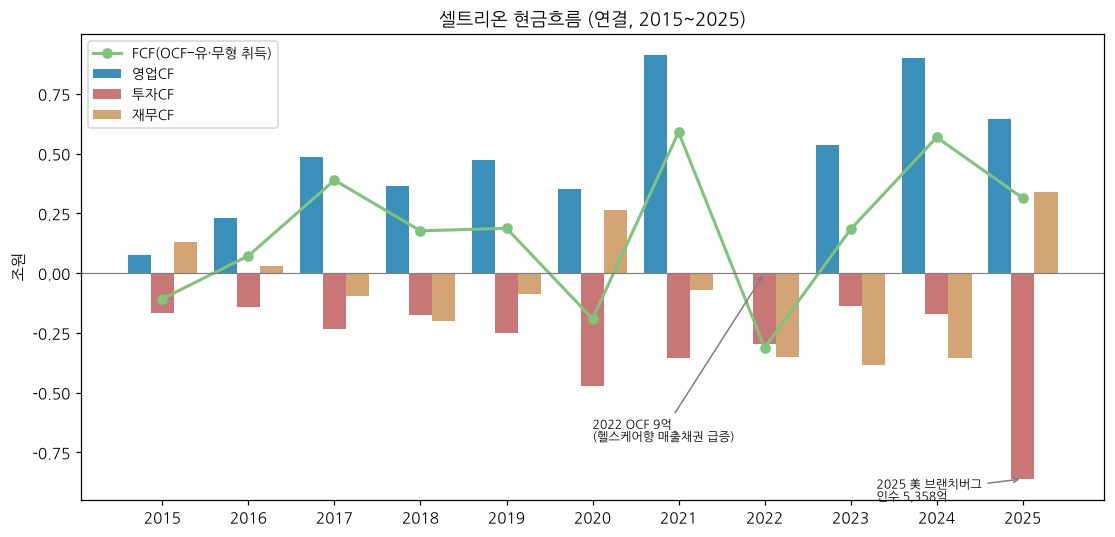 셀트리온 현금흐름 (연결, 2015~2025)
FCF(OCF−유·무형 취득)
영업CF
투자CF
재무CF
조원
0.75
0.50
0.25
0.00
-0.25
-0.50
-0.75
2022 OCF 9억
(헬스케어향 매출채권 급증)
2025 美 브랜치버그
인수 5,358억
2015 2016 2017 2018 2019 2020 2021 2022 2023 2024 2025